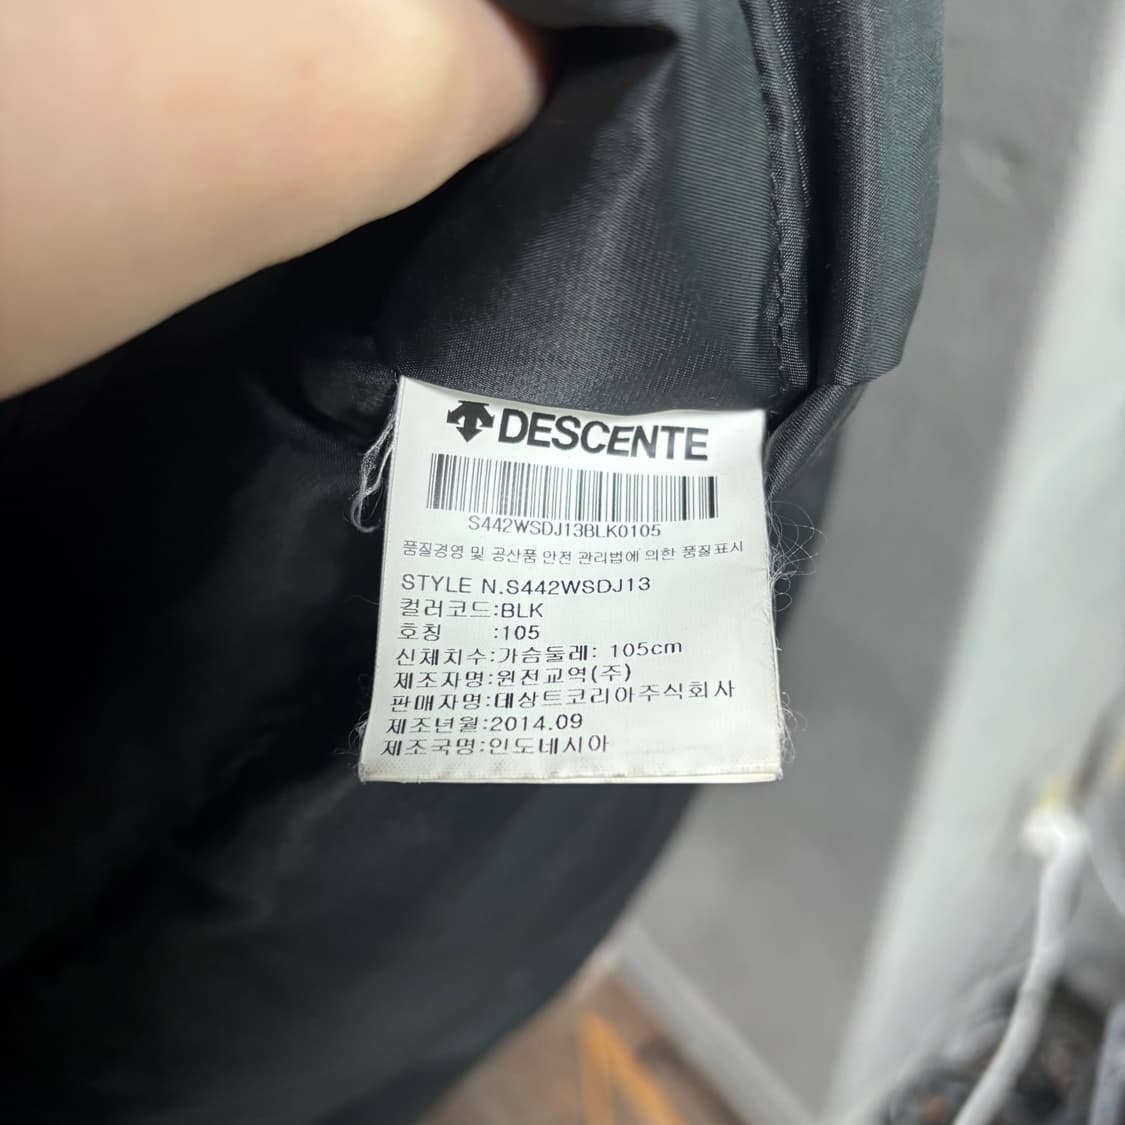 DESCENTE
S442WSDJ13BLK0105
품질경영 및 공산품 안전 관리법에 의한 품질표시
STYLE N.S442WSDJ13
컬러코드:BLK
호칭 :105
신체치수:가슴둘레: 105cm
제조자명:원전교역(주)
판매자명:데상트코리아주식회사
제조년월:2014.09
제조국명:인도네시아